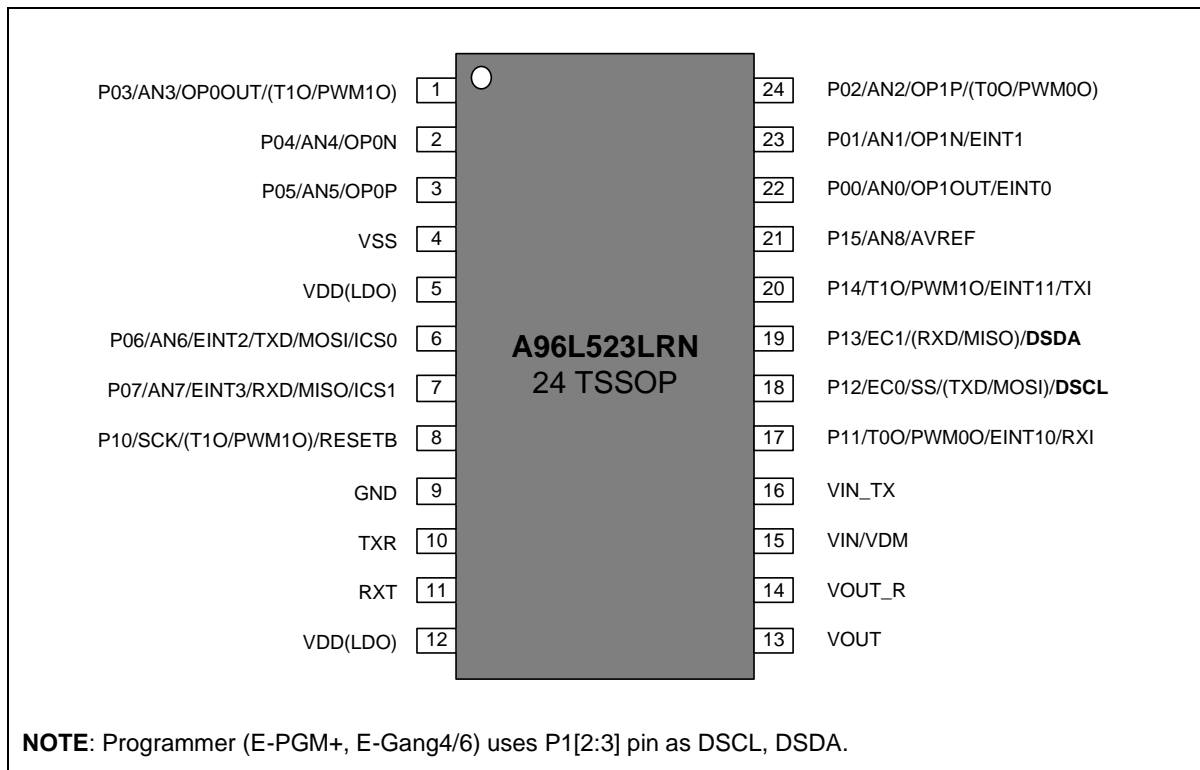 P03/AN3/OP0OUT/(T1O/PWM1O) 1
P04/AN4/OP0N 2
P05/AN5/OP0P 3
VSS 4
VDD(LDO) 5
P06/AN6/EINT2/TXD/MOSI/ICS0 6
P07/AN7/EINT3/RXD/MISO/ICS1 7
P10/SCK/(T1O/PWM1O)/RESETB 8
GND 9
TXR 10
RXT 11
VDD(LDO) 12
A96L523LRN
24 TSSOP
24 P02/AN2/OP1P/(T0O/PWM0O)
23 P01/AN1/OP1N/EINT1
22 P00/AN0/OP1OUT/EINT0
21 P15/AN8/AVREF
20 P14/T1O/PWM1O/EINT11/TXI
19 P13/EC1/(RXD/MISO)/DSDA
18 P12/EC0/SS/(TXD/MOSI)/DSCL
17 P11/T0O/PWM0O/EINT10/RXI
16 VIN_TX
15 VIN/VDM
14 VOUT_R
13 VOUT
NOTE: Programmer (E-PGM+, E-Gang4/6) uses P1[2:3] pin as DSCL, DSDA.